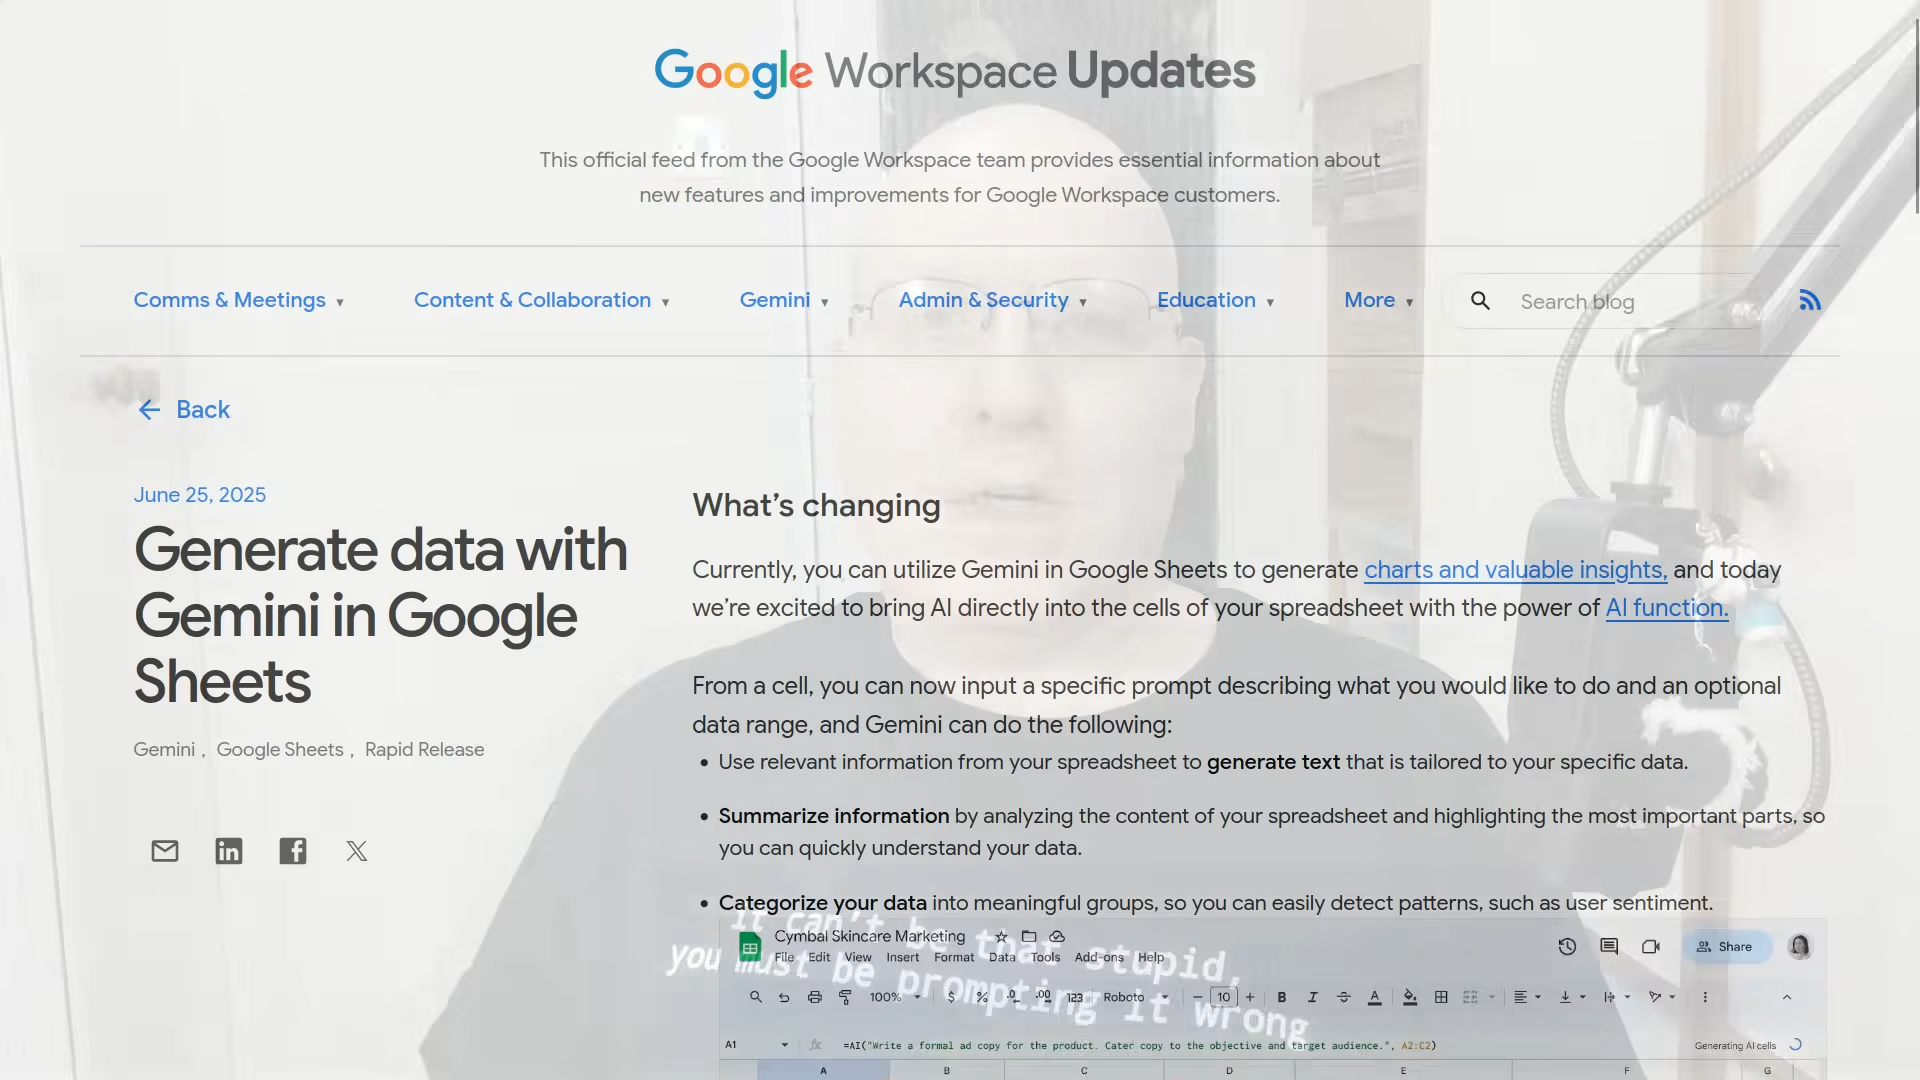 Google Workspace Updates
This official feed from the Google Workspace team provides essential information about
new features and improvements for Google Workspace customers.
Comms & Meetings ▾
Content & Collaboration ▾
Gemini ▾
Admin & Security ▾
Education ▾
More ▾
Search blog
Back
June 25, 2025
Generate data with
Gemini in Google
Sheets
Gemini , Google Sheets , Rapid Release
What’s changing
Currently, you can utilize Gemini in Google Sheets to generate charts and valuable insights, and today
we’re excited to bring AI directly into the cells of your spreadsheet with the power of AI function.
From a cell, you can now input a specific prompt describing what you would like to do and an optional
data range, and Gemini can do the following:
• Use relevant information from your spreadsheet to generate text that is tailored to your specific data.
• Summarize information by analyzing the content of your spreadsheet and highlighting the most important parts, so
you can quickly understand your data.
• Categorize your data into meaningful groups, so you can easily detect patterns, such as user sentiment.
It can't be that stupid,
you must be prompting it wrong
Cymbal Skincare Marketing
File Edit View Insert Format Data Tools Add-ons Help
Share
100% $ % .0 .00 123 Roboto 10 B I A
A1 fx =AI("Write a formal ad copy for the product. Cater copy to the objective and target audience.", A2:C2)
Generating AI cells
A B C D E F G